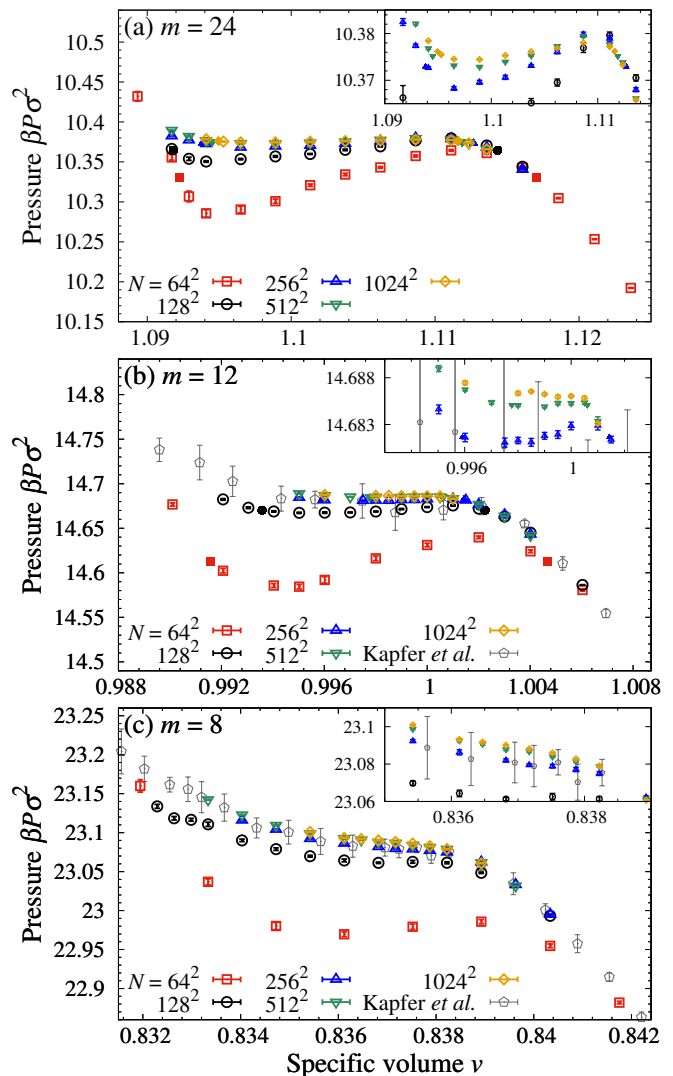 (a) m = 24
10.5
10.45
10.4
10.35
10.3
10.25
10.2
10.15
10.1
Pressure βPσ²
10.38
10.37
1.09 1.1 1.11
N = 64² 256² 1024²
128² 512²
1.09 1.1 1.11 1.12
(b) m = 12
14.8
14.75
14.7
14.65
14.6
14.55
14.5
Pressure βPσ²
14.688
14.683
0.996 1
N = 64² 256² 1024²
128² 512² Kapfer et al.
0.988 0.992 0.996 1 1.004 1.008
(c) m = 8
23.25
23.2
23.15
23.1
23.05
23
22.95
22.9
Pressure βPσ²
23.1
23.08
23.06
0.836 0.838
N = 64² 256² 1024²
128² 512² Kapfer et al.
0.832 0.834 0.836 0.838 0.84 0.842
Specific volume ν